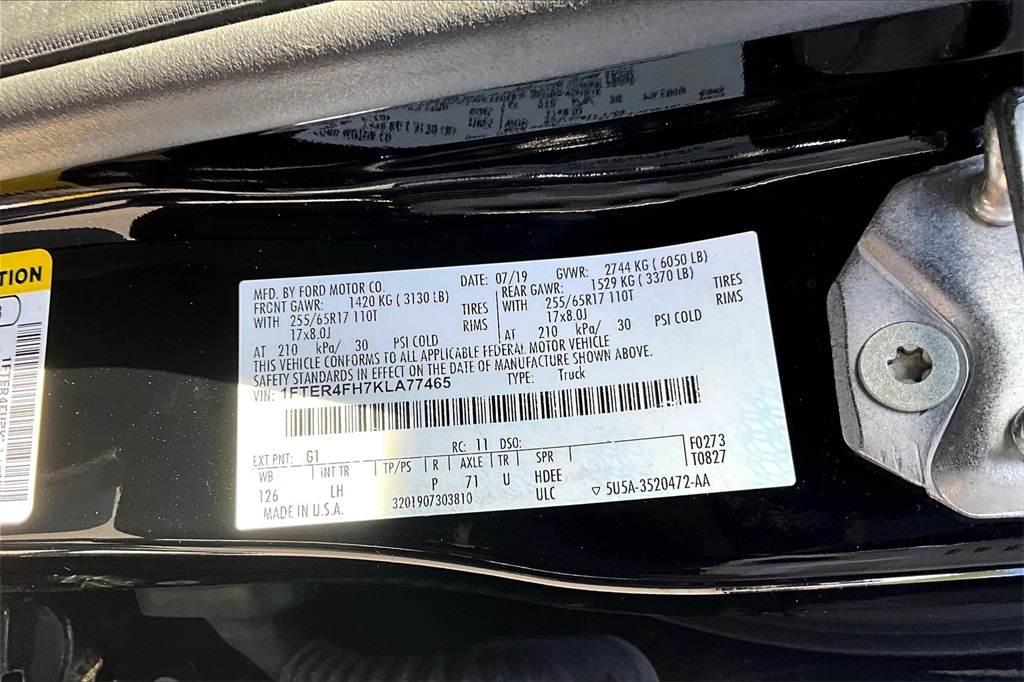 TION
MFD. BY FORD MOTOR CO.
DATE: 07/19 GVWR: 2744 KG ( 6050 LB)
FRONT GAWR: 1420 KG ( 3130 LB) REAR GAWR: 1529 KG ( 3370 LB)
WITH 255/65R17 110T TIRES WITH 255/65R17 110T TIRES
17x8.0J RIMS 17x8.0J RIMS
AT 210 kPa/ 30 PSI COLD AT 210 kPa/ 30 PSI COLD
THIS VEHICLE CONFORMS TO ALL APPLICABLE FEDERAL MOTOR VEHICLE
SAFETY STANDARDS IN EFFECT ON THE DATE OF MANUFACTURE SHOWN ABOVE.
VIN: 1FTER4FH7KLA77465 TYPE: Truck
EXT PNT: G1 RC: 11 DSO: F0273
WB INT TR TP/PS R AXLE TR SPR T0827
126 LH P 71 U HDEE
MADE IN U.S.A. 3201907303810 ULC ▽ 5U5A-3520472-AA